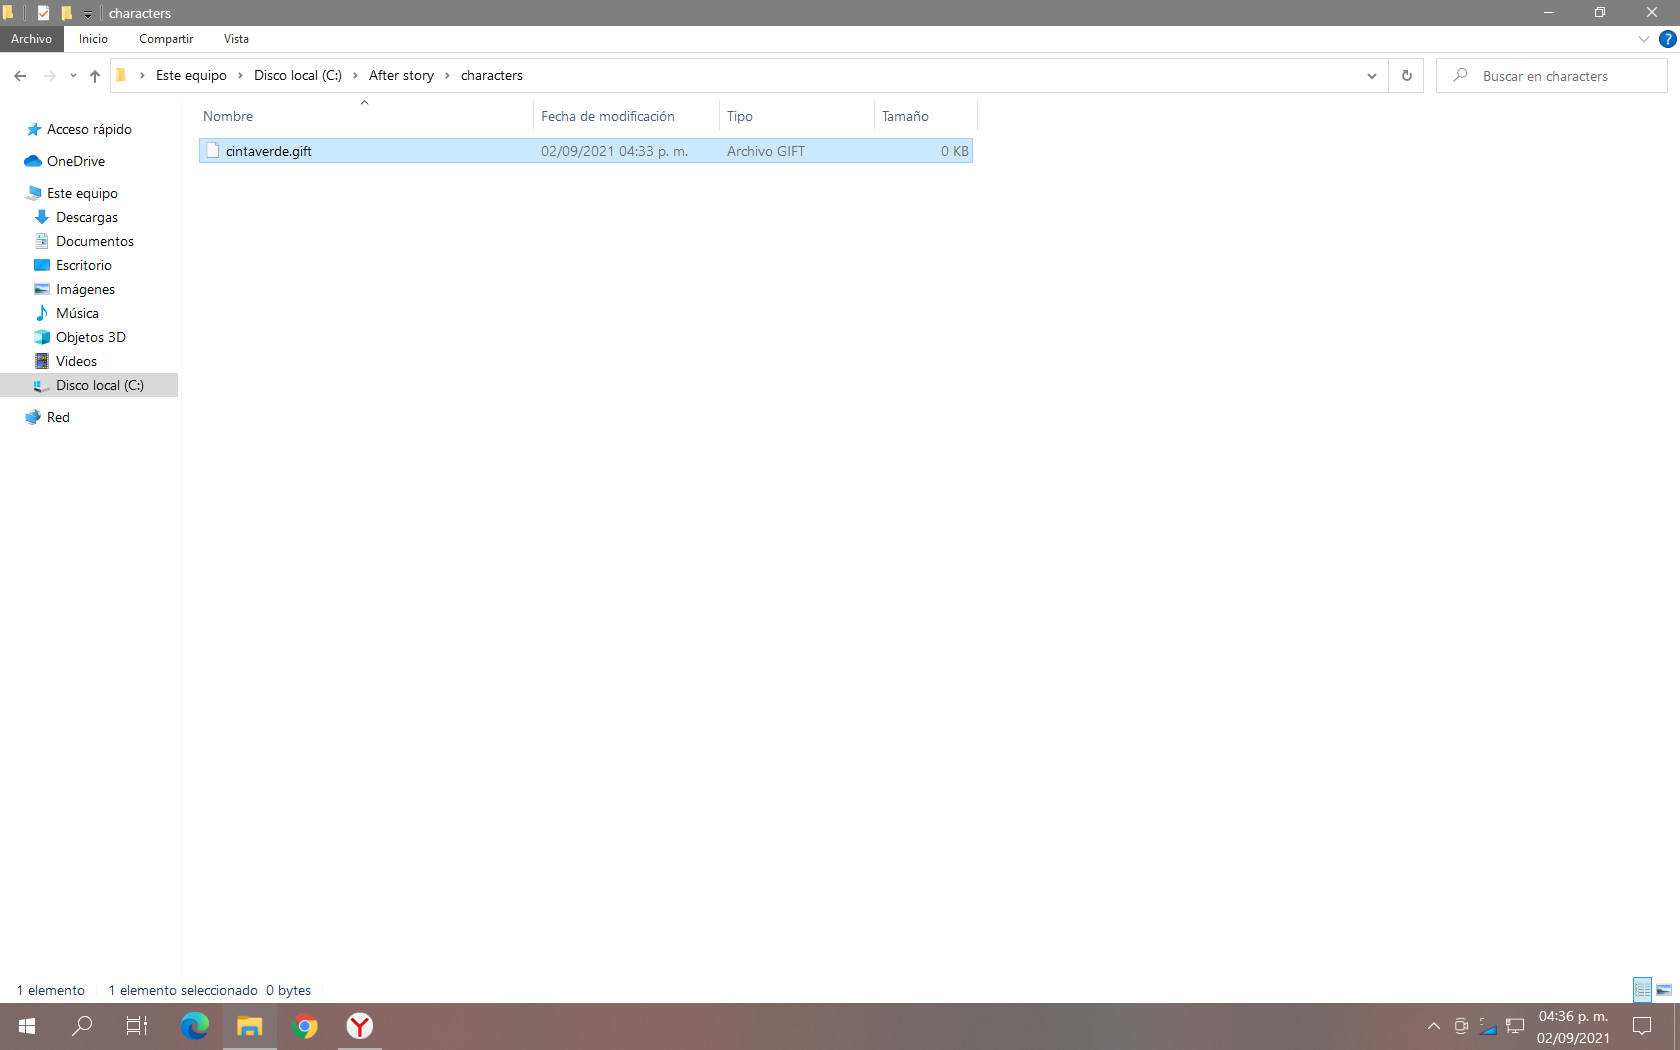 characters
Archivo Inicio Compartir Vista
Este equipo Disco local (C:) After story characters Buscar en characters
Nombre Fecha de modificación Tipo Tamaño
cintaverde.gift 02/09/2021 04:33 p. m. Archivo GIFT 0 KB
Acceso rápido
OneDrive
Este equipo
Descargas
Documentos
Escritorio
Imágenes
Música
Objetos 3D
Videos
Disco local (C:)
Red
1 elemento 1 elemento seleccionado 0 bytes
04:36 p. m.
02/09/2021